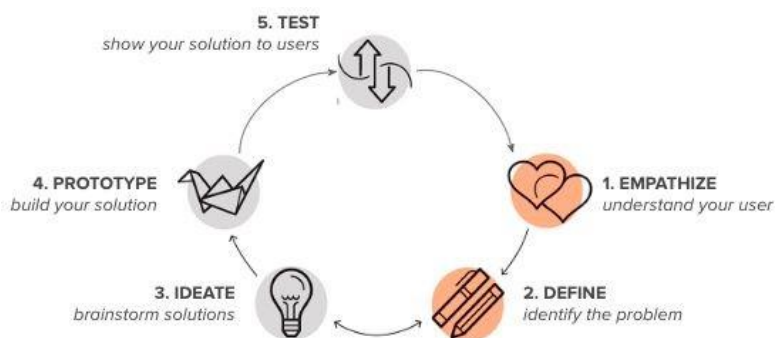 5. TEST
show your solution to users
4. PROTOTYPE
build your solution
1. EMPATHIZE
understand your user
3. IDEATE
brainstorm solutions
2. DEFINE
identify the problem